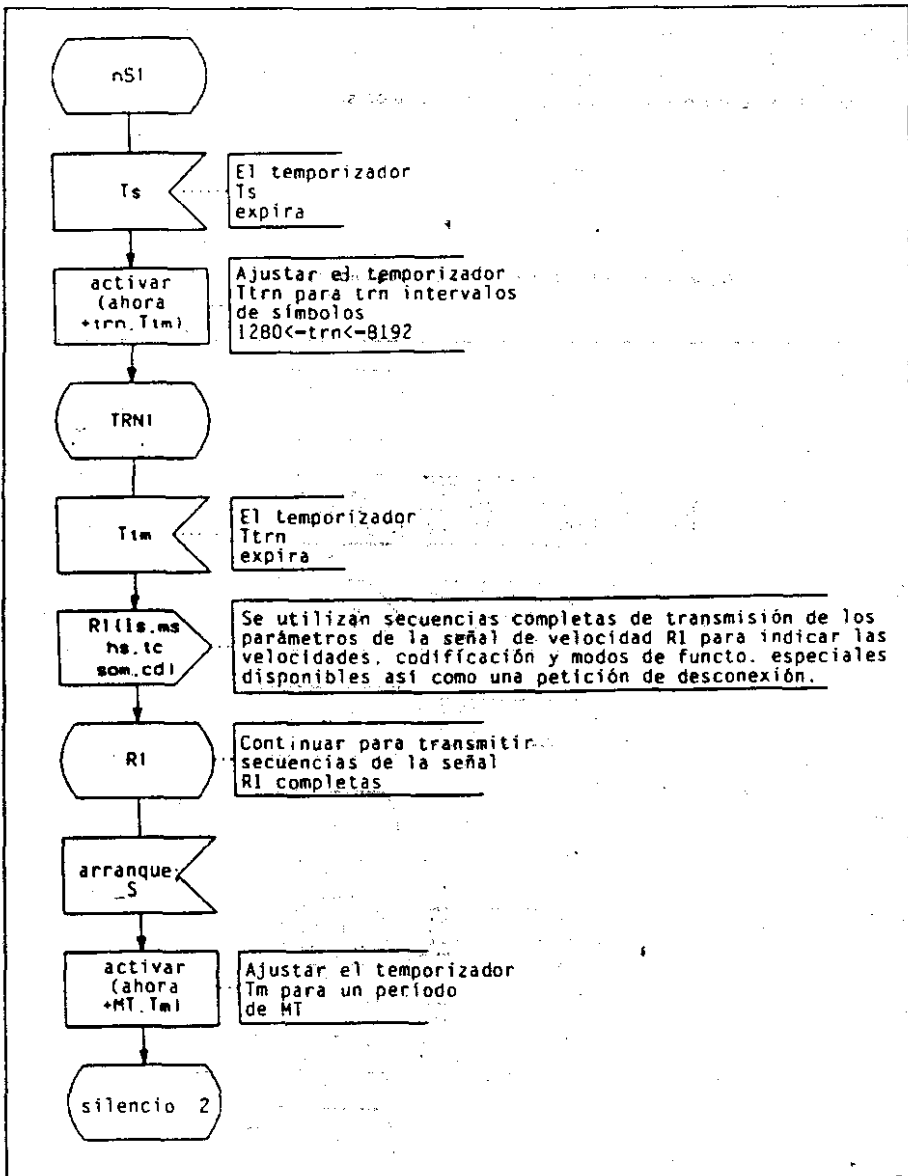 nS1
Ts
El temporizador
Ts
expira
activar
(ahora
+trn.Ttm)
Ajustar el temporizador
Ttrn para trn intervalos
de símbolos
1280<-trn<-8192
TRN1
Ttm
El temporizador
Ttrn
expira
R1(ls.ms
hs.tc
som.cd)
Se utilizan secuencias completas de transmisión de los
parámetros de la señal de velocidad R1 para indicar las
velocidades, codificación y modos de functo. especiales
disponibles así como una petición de desconexión.
R1
Continuar para transmitir
secuencias de la señal
R1 completas
arranque
_S
activar
(ahora
+MT.Tm)
Ajustar el temporizador
Tm para un período
de MT
silencio 2